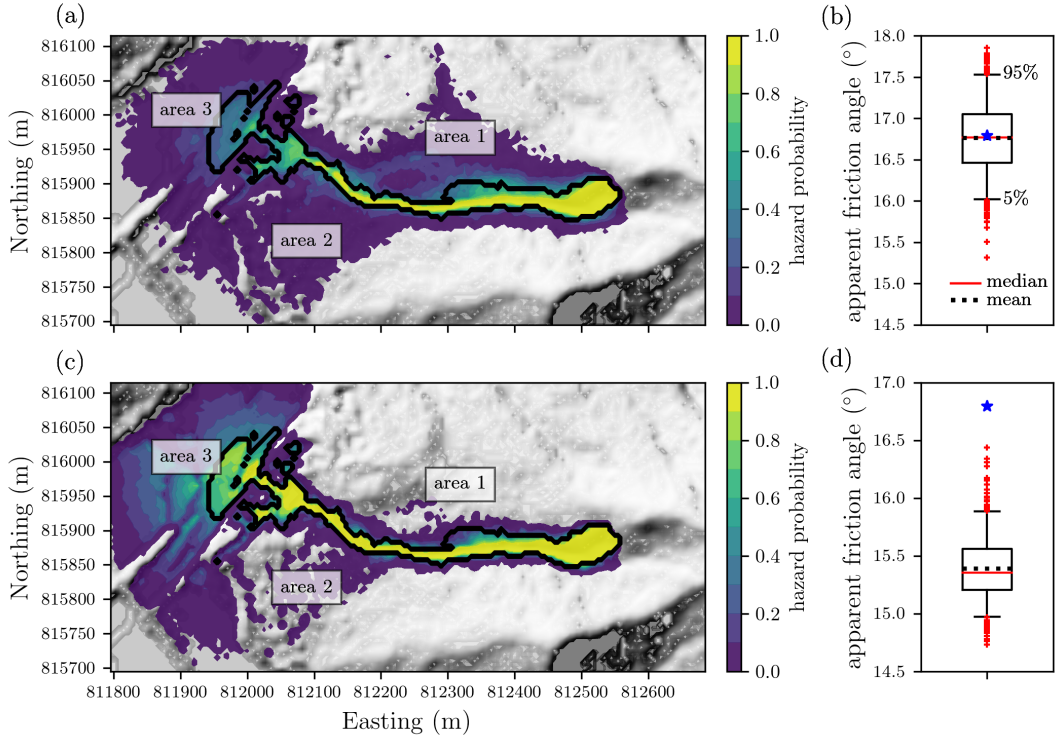 (a)
816100
816050
816000
815950
815900
815850
815800
815750
815700
Northing (m)
area 3
area 1
area 2
1.0
0.8
0.6
0.4
0.2
0.0
hazard probability
(b)
18.0
17.5
17.0
16.5
16.0
15.5
15.0
14.5
apparent friction angle (°)
95%
5%
median
mean
(c)
816100
816050
816000
815950
815900
815850
815800
815750
815700
Northing (m)
area 3
area 1
area 2
811800 811900 812000 812100 812200 812300 812400 812500 812600
Easting (m)
1.0
0.8
0.6
0.4
0.2
0.0
hazard probability
(d)
17.0
16.5
16.0
15.5
15.0
14.5
apparent friction angle (°)